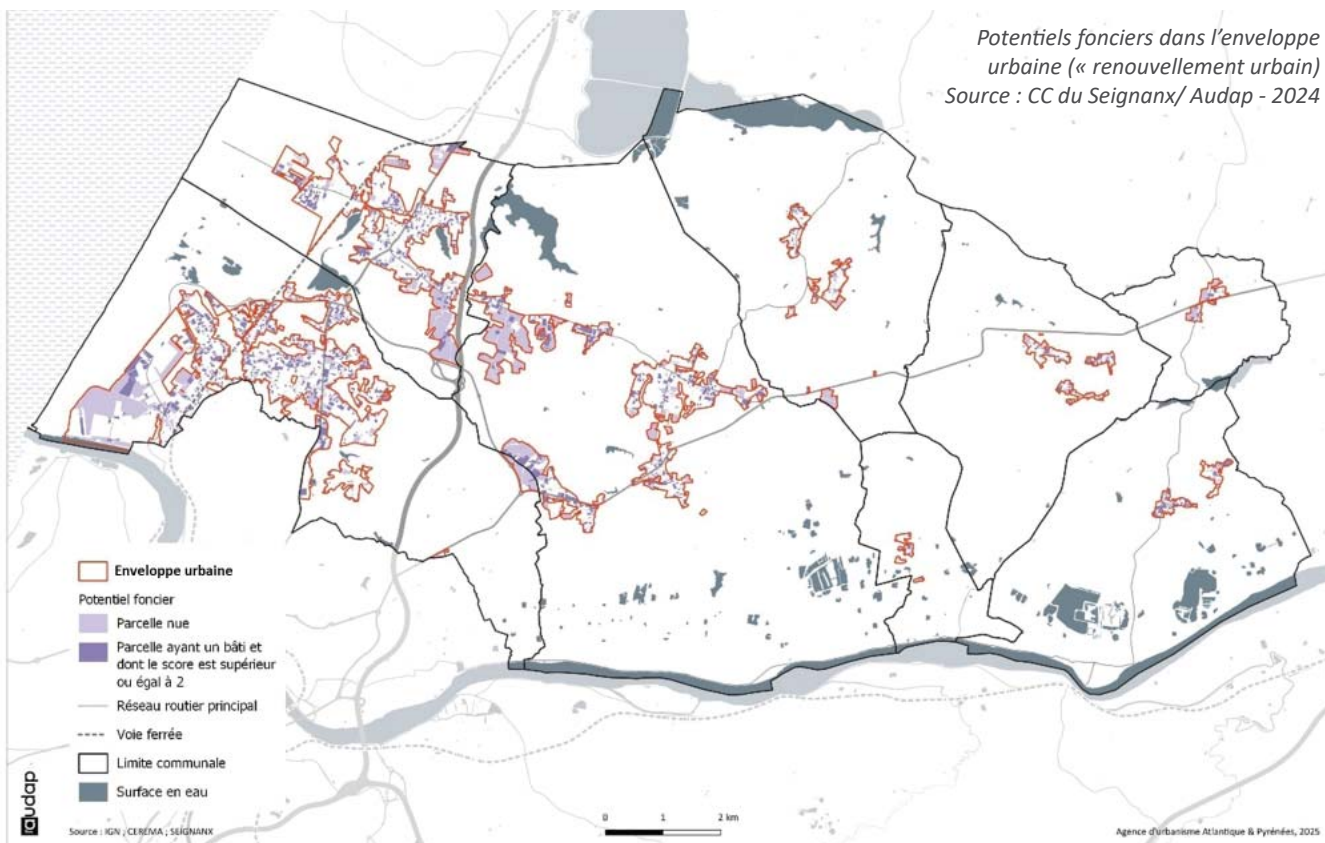 Potentiels fonciers dans l'enveloppe
urbaine (« renouvellement urbain)
Source : CC du Seignanx/ Audap - 2024
Enveloppe urbaine
Potentiel foncier
Parcelle nue
Parcelle ayant un bâti et
dont le score est supérieur
ou égal à 2
Réseau routier principal
Voie ferrée
Limite communale
Surface en eau
audap
Source : IGN ; CEREMA ; SEIGNANX
0 1 2 km
Agence d'urbanisme Atlantique & Pyrénées, 2025